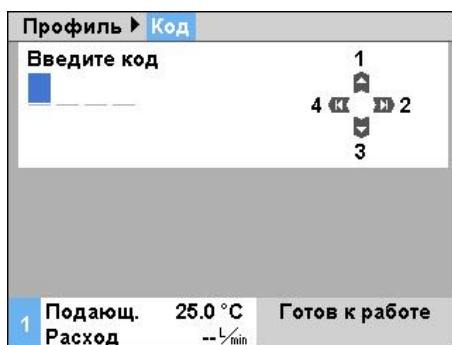 Профиль ▶ Код
Введите код
1
4 2
3
1
Подающ. 25.0 °C Готов к работе
Расход -- L/min